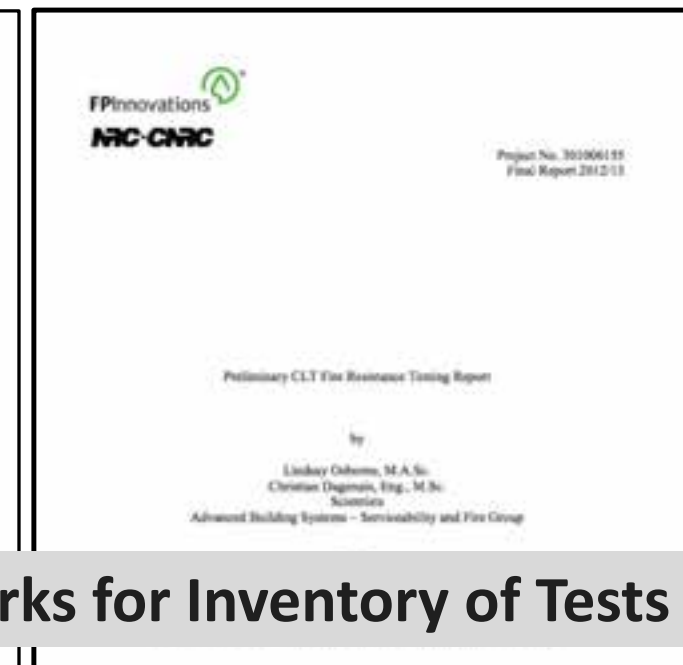 FPInnovations
NRC·CNRC
Project No. 301006155
Final Report 2012/13
Preliminary CLT Fire Resistance Testing Report
by
Lindsay Osborne, M.A.Sc.
Christian Dagenais, Eng., M.Sc.
Scientists
Advanced Building Systems – Serviceability and Fire Group
rks for Inventory of Tests